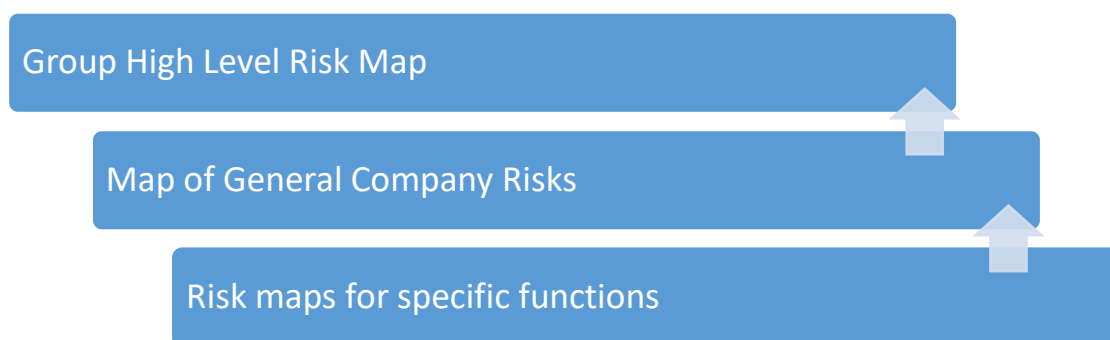 Group High Level Risk Map
Map of General Company Risks
Risk maps for specific functions